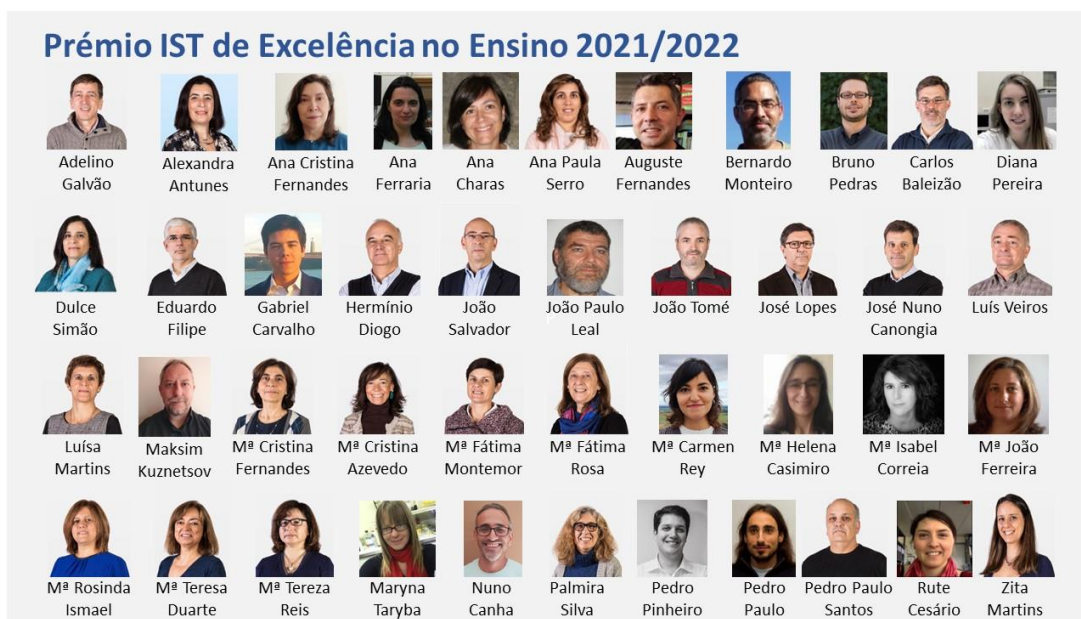 Prémio IST de Excelência no Ensino 2021/2022
Adelino Galvão
Alexandra Antunes
Ana Cristina Fernandes
Ana Ferraria
Ana Charas
Ana Paula Serro
Auguste Fernandes
Bernardo Monteiro
Bruno Pedras
Carlos Baleizão
Diana Pereira
Dulce Simão
Eduardo Filipe
Gabriel Carvalho
Hermínio Diogo
João Salvador
João Paulo Leal
João Tomé
José Lopes
José Nuno Canongia
Luís Veiros
Luísa Martins
Maksim Kuznetsov
Mª Cristina Fernandes
Mª Cristina Azevedo
Mª Fátima Montemor
Mª Fátima Rosa
Mª Carmen Rey
Mª Helena Casimiro
Mª Isabel Correia
Mª João Ferreira
Mª Rosinda Ismael
Mª Teresa Duarte
Mª Tereza Reis
Maryna Taryba
Nuno Canha
Palmira Silva
Pedro Pinheiro
Pedro Paulo
Pedro Paulo Santos
Rute Cesário
Zita Martins